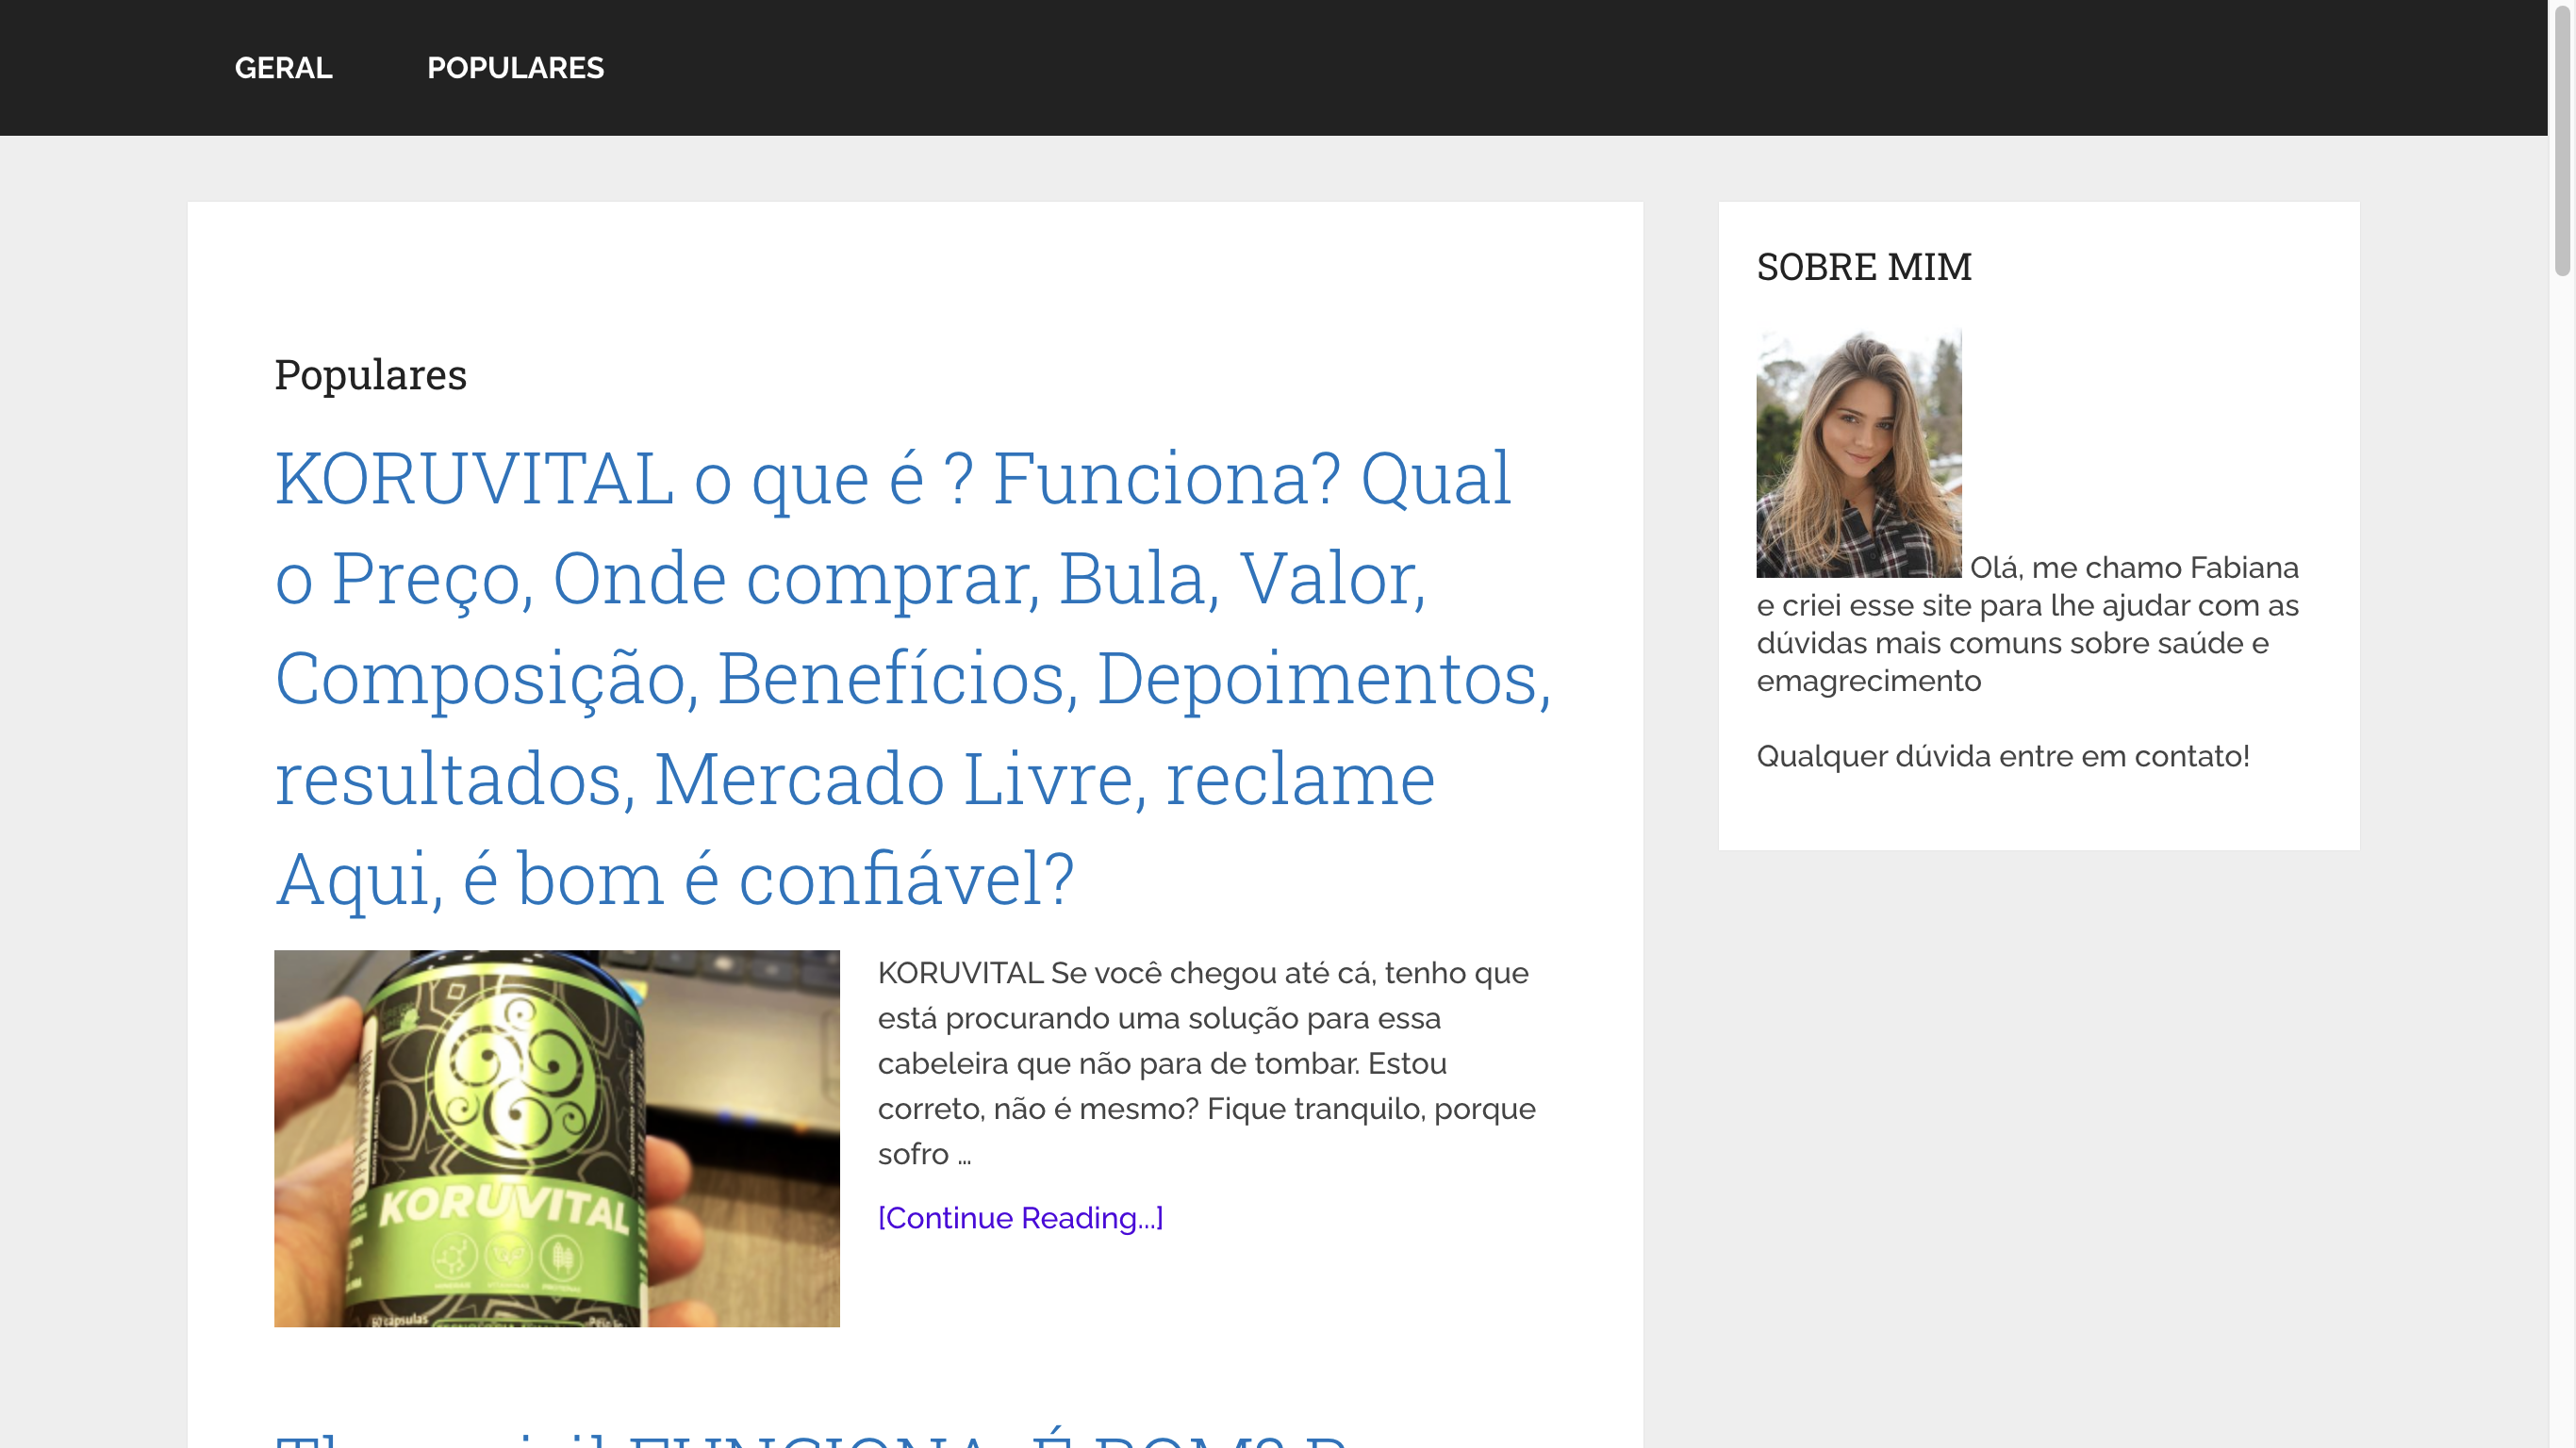 GERAL
POPULARES
Populares
KORUVITAL o que é ? Funciona? Qual
o Preço, Onde comprar, Bula, Valor,
Composição, Benefícios, Depoimentos,
resultados, Mercado Livre, reclame
Aqui, é bom é confiável?
KORUVITAL
60 cápsulas
KORUVITAL Se você chegou até cá, tenho que
está procurando uma solução para essa
cabeleira que não para de tombar. Estou
correto, não é mesmo? Fique tranquilo, porque
sofro ...
[Continue Reading...]
SOBRE MIM
Olá, me chamo Fabiana
e criei esse site para lhe ajudar com as
dúvidas mais comuns sobre saúde e
emagrecimento
Qualquer dúvida entre em contato!